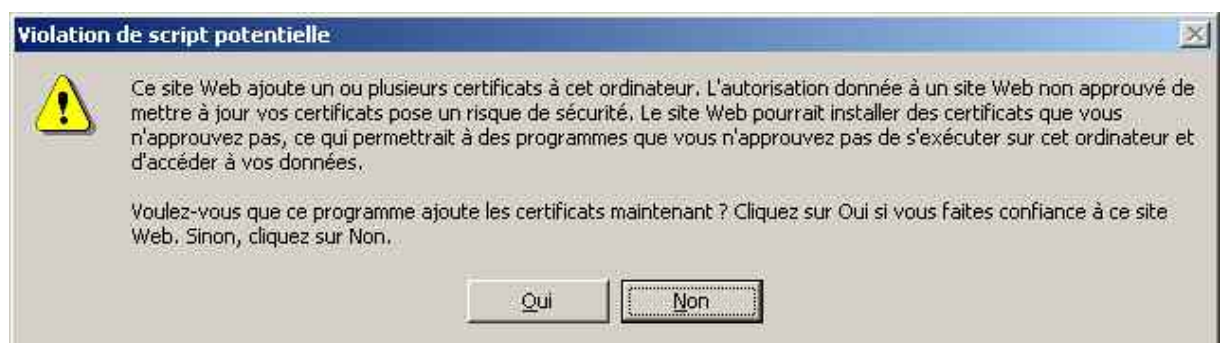 Violation de script potentielle
Ce site Web ajoute un ou plusieurs certificats à cet ordinateur. L'autorisation donnée à un site Web non approuvé de
mettre à jour vos certificats pose un risque de sécurité. Le site Web pourrait installer des certificats que vous
n'approuvez pas, ce qui permettrait à des programmes que vous n'approuvez pas de s'exécuter sur cet ordinateur et
d'accéder à vos données.
Voulez-vous que ce programme ajoute les certificats maintenant ? Cliquez sur Oui si vous faites confiance à ce site
Web. Sinon, cliquez sur Non.
Oui
Non